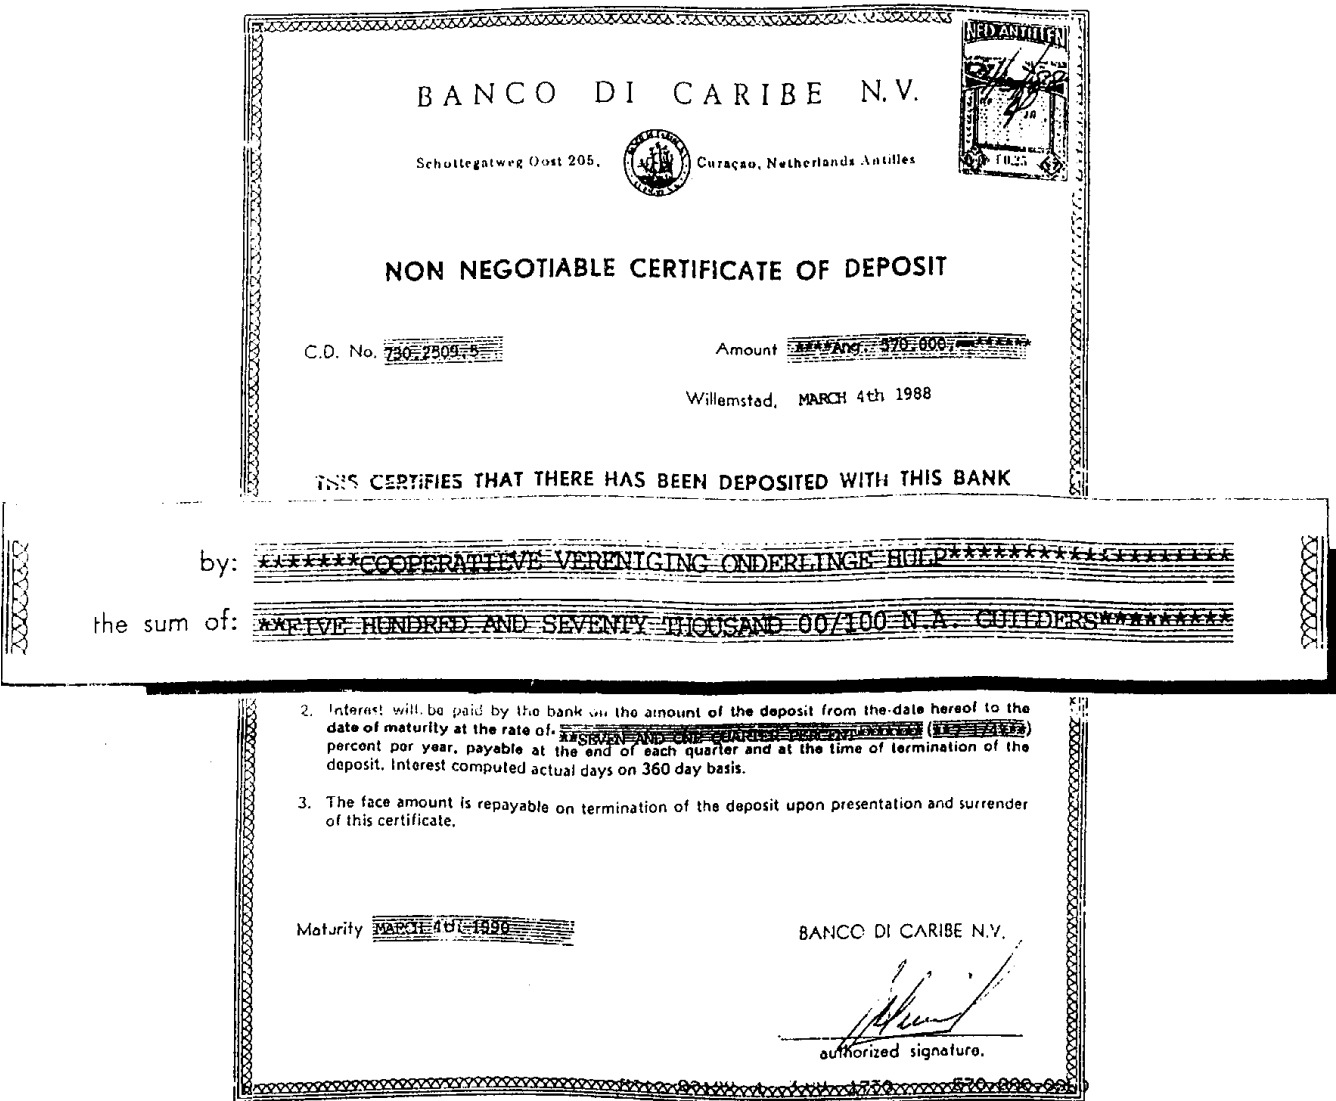 NED. ANTILLEN
BANCO DI CARIBE N.V.
Schottegatweg Oost 205, Curaçao, Netherlands Antilles
f 0.25
NON NEGOTIABLE CERTIFICATE OF DEPOSIT
C.D. No. 730.2509.5 Amount ****Ang. 570.000,
Willemstad, MARCH 4th 1988
THIS CERTIFIES THAT THERE HAS BEEN DEPOSITED WITH THIS BANK
by: *******COOPERATIEVE VERENIGING ONDERLINGE HULP*******************
the sum of: **FIVE HUNDRED AND SEVENTY THOUSAND 00/100 N.A. GUILDERS*********
2. Interest will be paid by the bank on the amount of the deposit from the date hereof to the
date of maturity at the rate of **SEVEN AND ONE QUARTER PERCENT******* (**7 1/4**)
percent per year, payable at the end of each quarter and at the time of termination of the
deposit. Interest computed actual days on 360 day basis.
3. The face amount is repayable on termination of the deposit upon presentation and surrender
of this certificate.
Maturity MARCH 4th 1990
BANCO DI CARIBE N.V.
authorized signature.